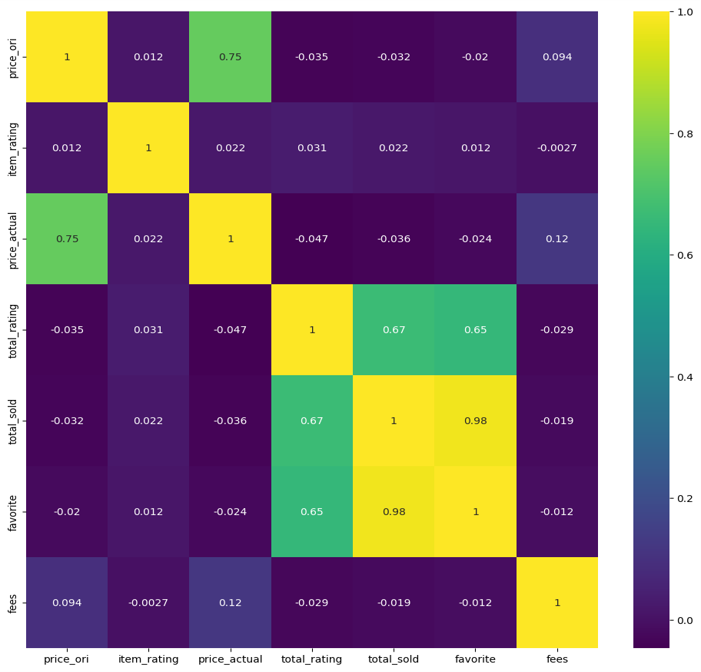 price_ori 1 0.012 0.75 -0.035 -0.032 -0.02 0.094
item_rating 0.012 1 0.022 0.031 0.022 0.012 -0.0027
price_actual 0.75 0.022 1 -0.047 -0.036 -0.024 0.12
total_rating -0.035 0.031 -0.047 1 0.67 0.65 -0.029
total_sold -0.032 0.022 -0.036 0.67 1 0.98 -0.019
favorite -0.02 0.012 -0.024 0.65 0.98 1 -0.012
fees 0.094 -0.0027 0.12 -0.029 -0.019 -0.012 1
price_ori item_rating price_actual total_rating total_sold favorite fees
1.0
0.8
0.6
0.4
0.2
0.0